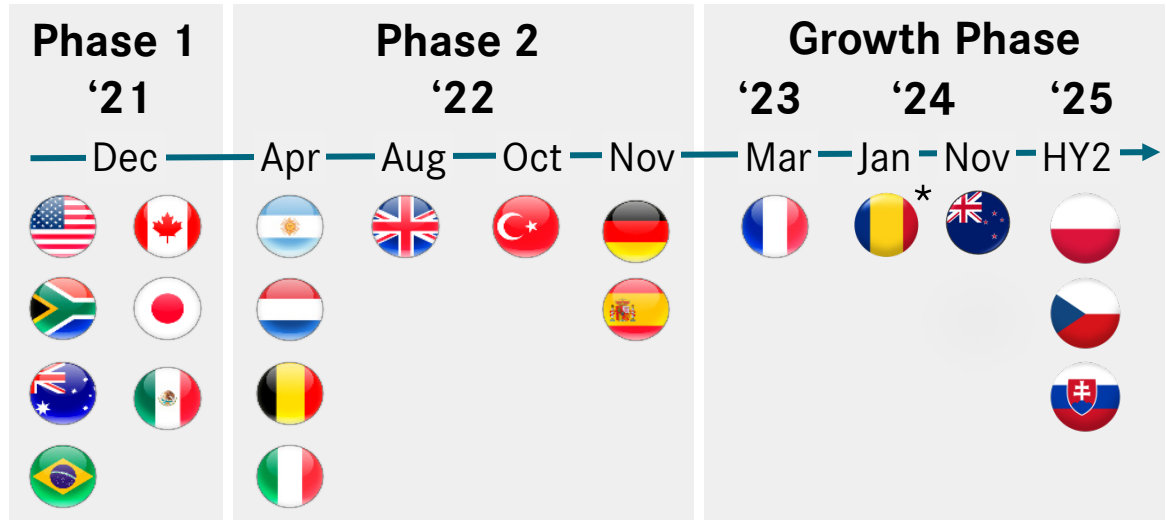 Phase 1
‘21
Dec
Phase 2
‘22
Apr Aug Oct Nov
Growth Phase
‘23 ‘24 ‘25
Mar Jan Nov HY2
*